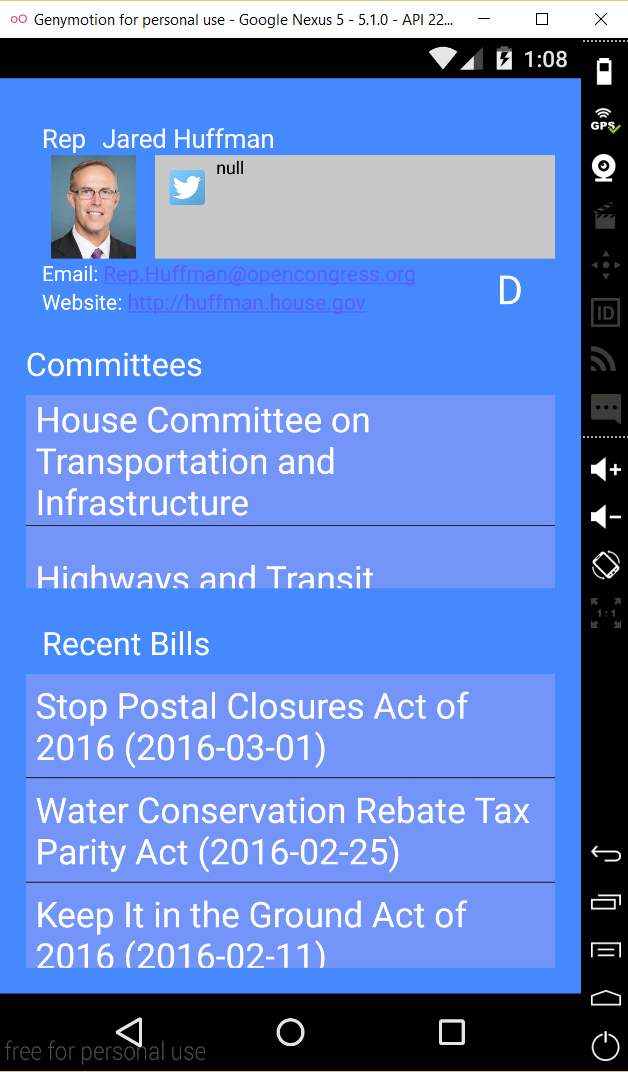 Genymotion for personal use - Google Nexus 5 - 5.1.0 - API 22...
1:08
GPS
Rep Jared Huffman
null
Email: Rep.Huffman@opencongress.org
Website: http://huffman.house.gov
D
ID
Committees
House Committee on
Transportation and
Infrastructure
Highways and Transit
1:1
Recent Bills
Stop Postal Closures Act of
2016 (2016-03-01)
Water Conservation Rebate Tax
Parity Act (2016-02-25)
Keep It in the Ground Act of
2016 (2016-02-11)
free for personal use